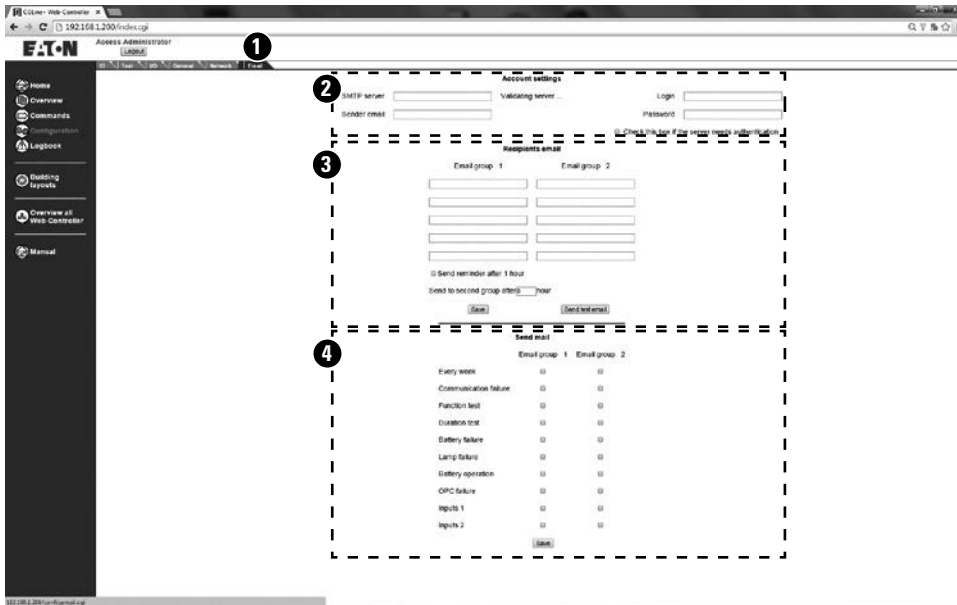 CGLine+ Web-Controller ×
192.168.1.200/index.cgi
EATON
Access Administrator
Logout
1
Test I/O General Network Email
Home
Overview
Commands
Configuration
Logbook
Building layouts
Overview all Web-Controller
Manual
2
Account settings
SMTP server Validating server ... Login
Sender email Password
Check this box if the server needs authentication
3
Recipients email
Email group 1 Email group 2
Send reminder after 1 hour
Send to second group after hour
Save Send test email
4
Send mail
Email group 1 Email group 2
Every week
Communication failure
Function test
Duration test
Battery failure
Lamp failure
Battery operation
OPC failure
Inputs 1
Inputs 2
Save